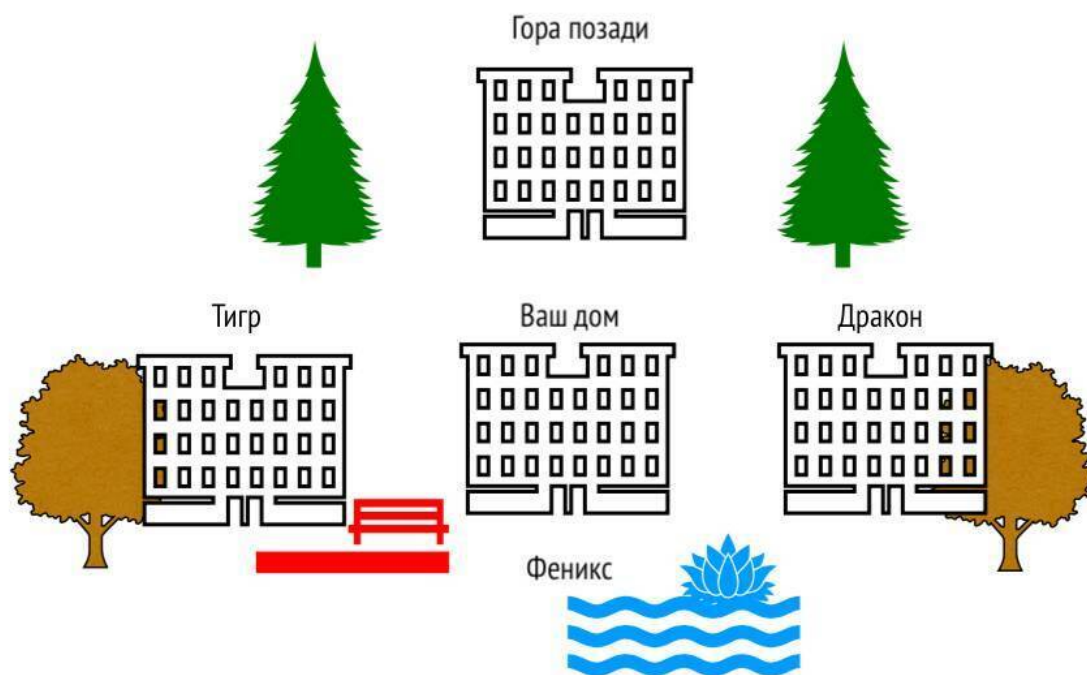 Гора позади
Тигр
Ваш дом
Дракон
Феникс